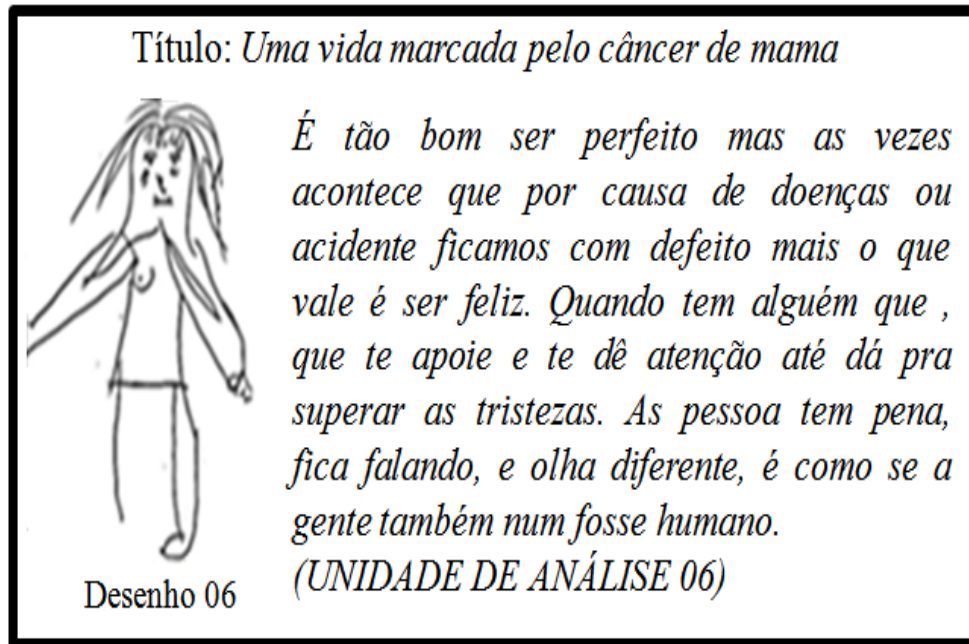 Título: Uma vida marcada pelo câncer de mama
É tão bom ser perfeito mas as vezes
acontece que por causa de doenças ou
acidente ficamos com defeito mais o que
vale é ser feliz. Quando tem alguém que ,
que te apoie e te dê atenção até dá pra
superar as tristezas. As pessoa tem pena,
fica falando, e olha diferente, é como se a
gente também num fosse humano.
(UNIDADE DE ANÁLISE 06)
Desenho 06